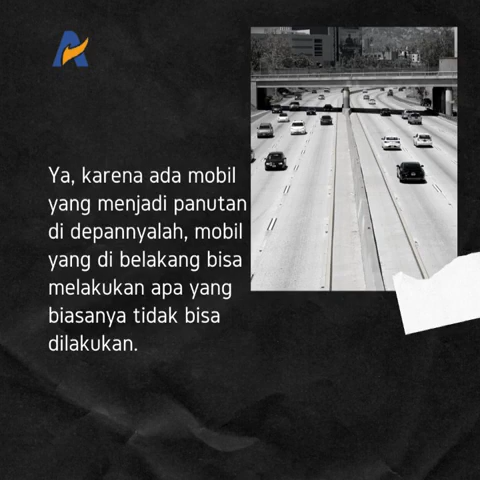 Ya, karena ada mobil
yang menjadi panutan
di depannyalah, mobil
yang di belakang bisa
melakukan apa yang
biasanya tidak bisa
dilakukan.